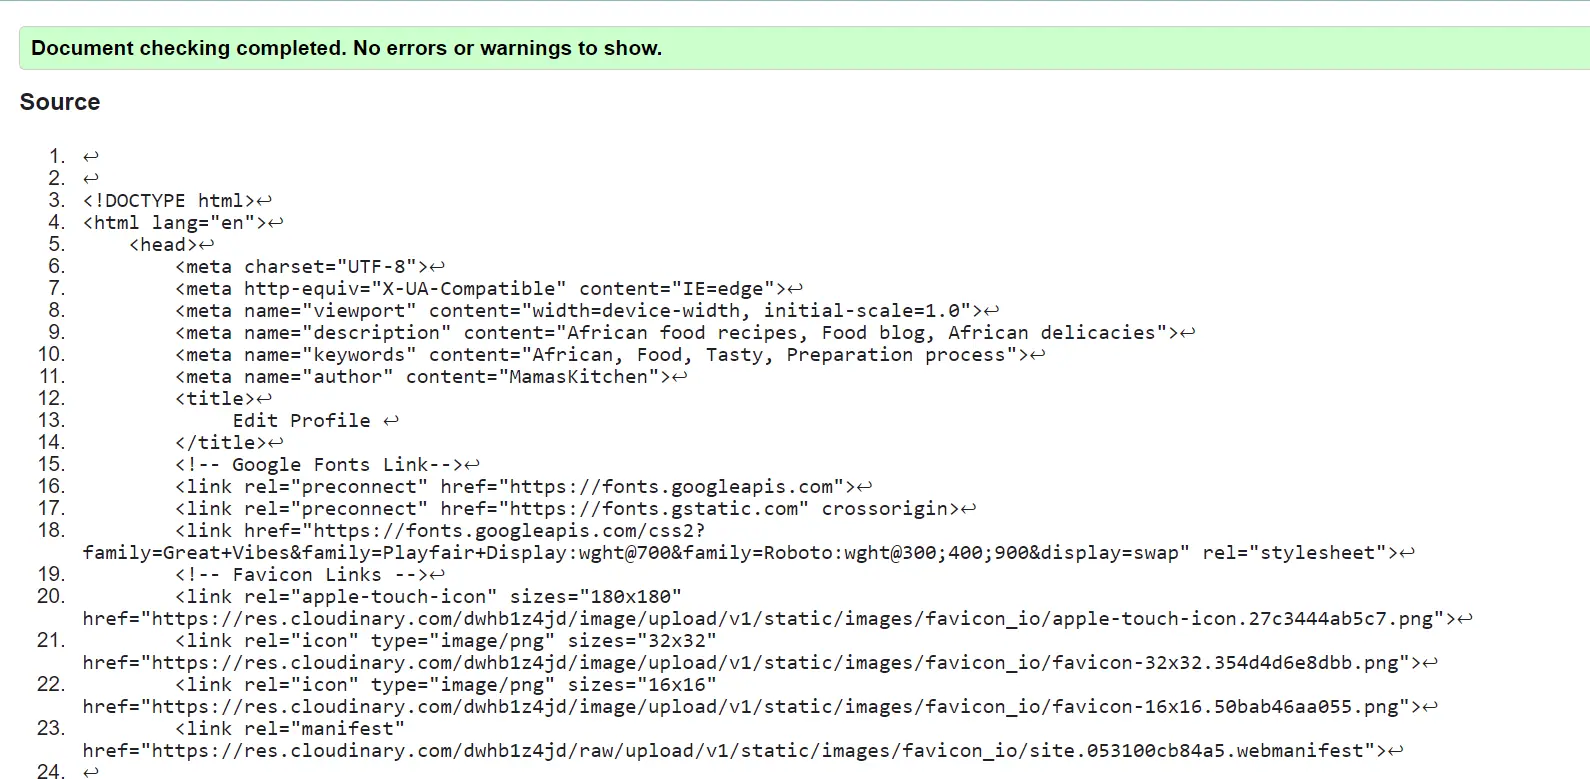 Document checking completed. No errors or warnings to show.
Source
1. ↩
2. ↩
3. <!DOCTYPE html>↩
4. <html lang="en">↩
5. <head>↩
6. <meta charset="UTF-8">↩
7. <meta http-equiv="X-UA-Compatible" content="IE=edge">↩
8. <meta name="viewport" content="width=device-width, initial-scale=1.0">↩
9. <meta name="description" content="African food recipes, Food blog, African delicacies">↩
10. <meta name="keywords" content="African, Food, Tasty, Preparation process">↩
11. <meta name="author" content="MamasKitchen">↩
12. <title>↩
13. Edit Profile ↩
14. </title>↩
15. <!-- Google Fonts Link-->↩
16. <link rel="preconnect" href="https://fonts.googleapis.com">↩
17. <link rel="preconnect" href="https://fonts.gstatic.com" crossorigin>↩
18. <link href="https://fonts.googleapis.com/css2?
family=Great+Vibes&family=Playfair+Display:wght@700&family=Roboto:wght@300;400;900&display=swap" rel="stylesheet">↩
19. <!-- Favicon Links -->↩
20. <link rel="apple-touch-icon" sizes="180x180"
href="https://res.cloudinary.com/dwhb1z4jd/image/upload/v1/static/images/favicon_io/apple-touch-icon.27c3444ab5c7.png">↩
21. <link rel="icon" type="image/png" sizes="32x32"
href="https://res.cloudinary.com/dwhb1z4jd/image/upload/v1/static/images/favicon_io/favicon-32x32.354d4d6e8dbb.png">↩
22. <link rel="icon" type="image/png" sizes="16x16"
href="https://res.cloudinary.com/dwhb1z4jd/image/upload/v1/static/images/favicon_io/favicon-16x16.50bab46aa055.png">↩
23. <link rel="manifest"
href="https://res.cloudinary.com/dwhb1z4jd/raw/upload/v1/static/images/favicon_io/site.053100cb84a5.webmanifest">↩
24. ↩